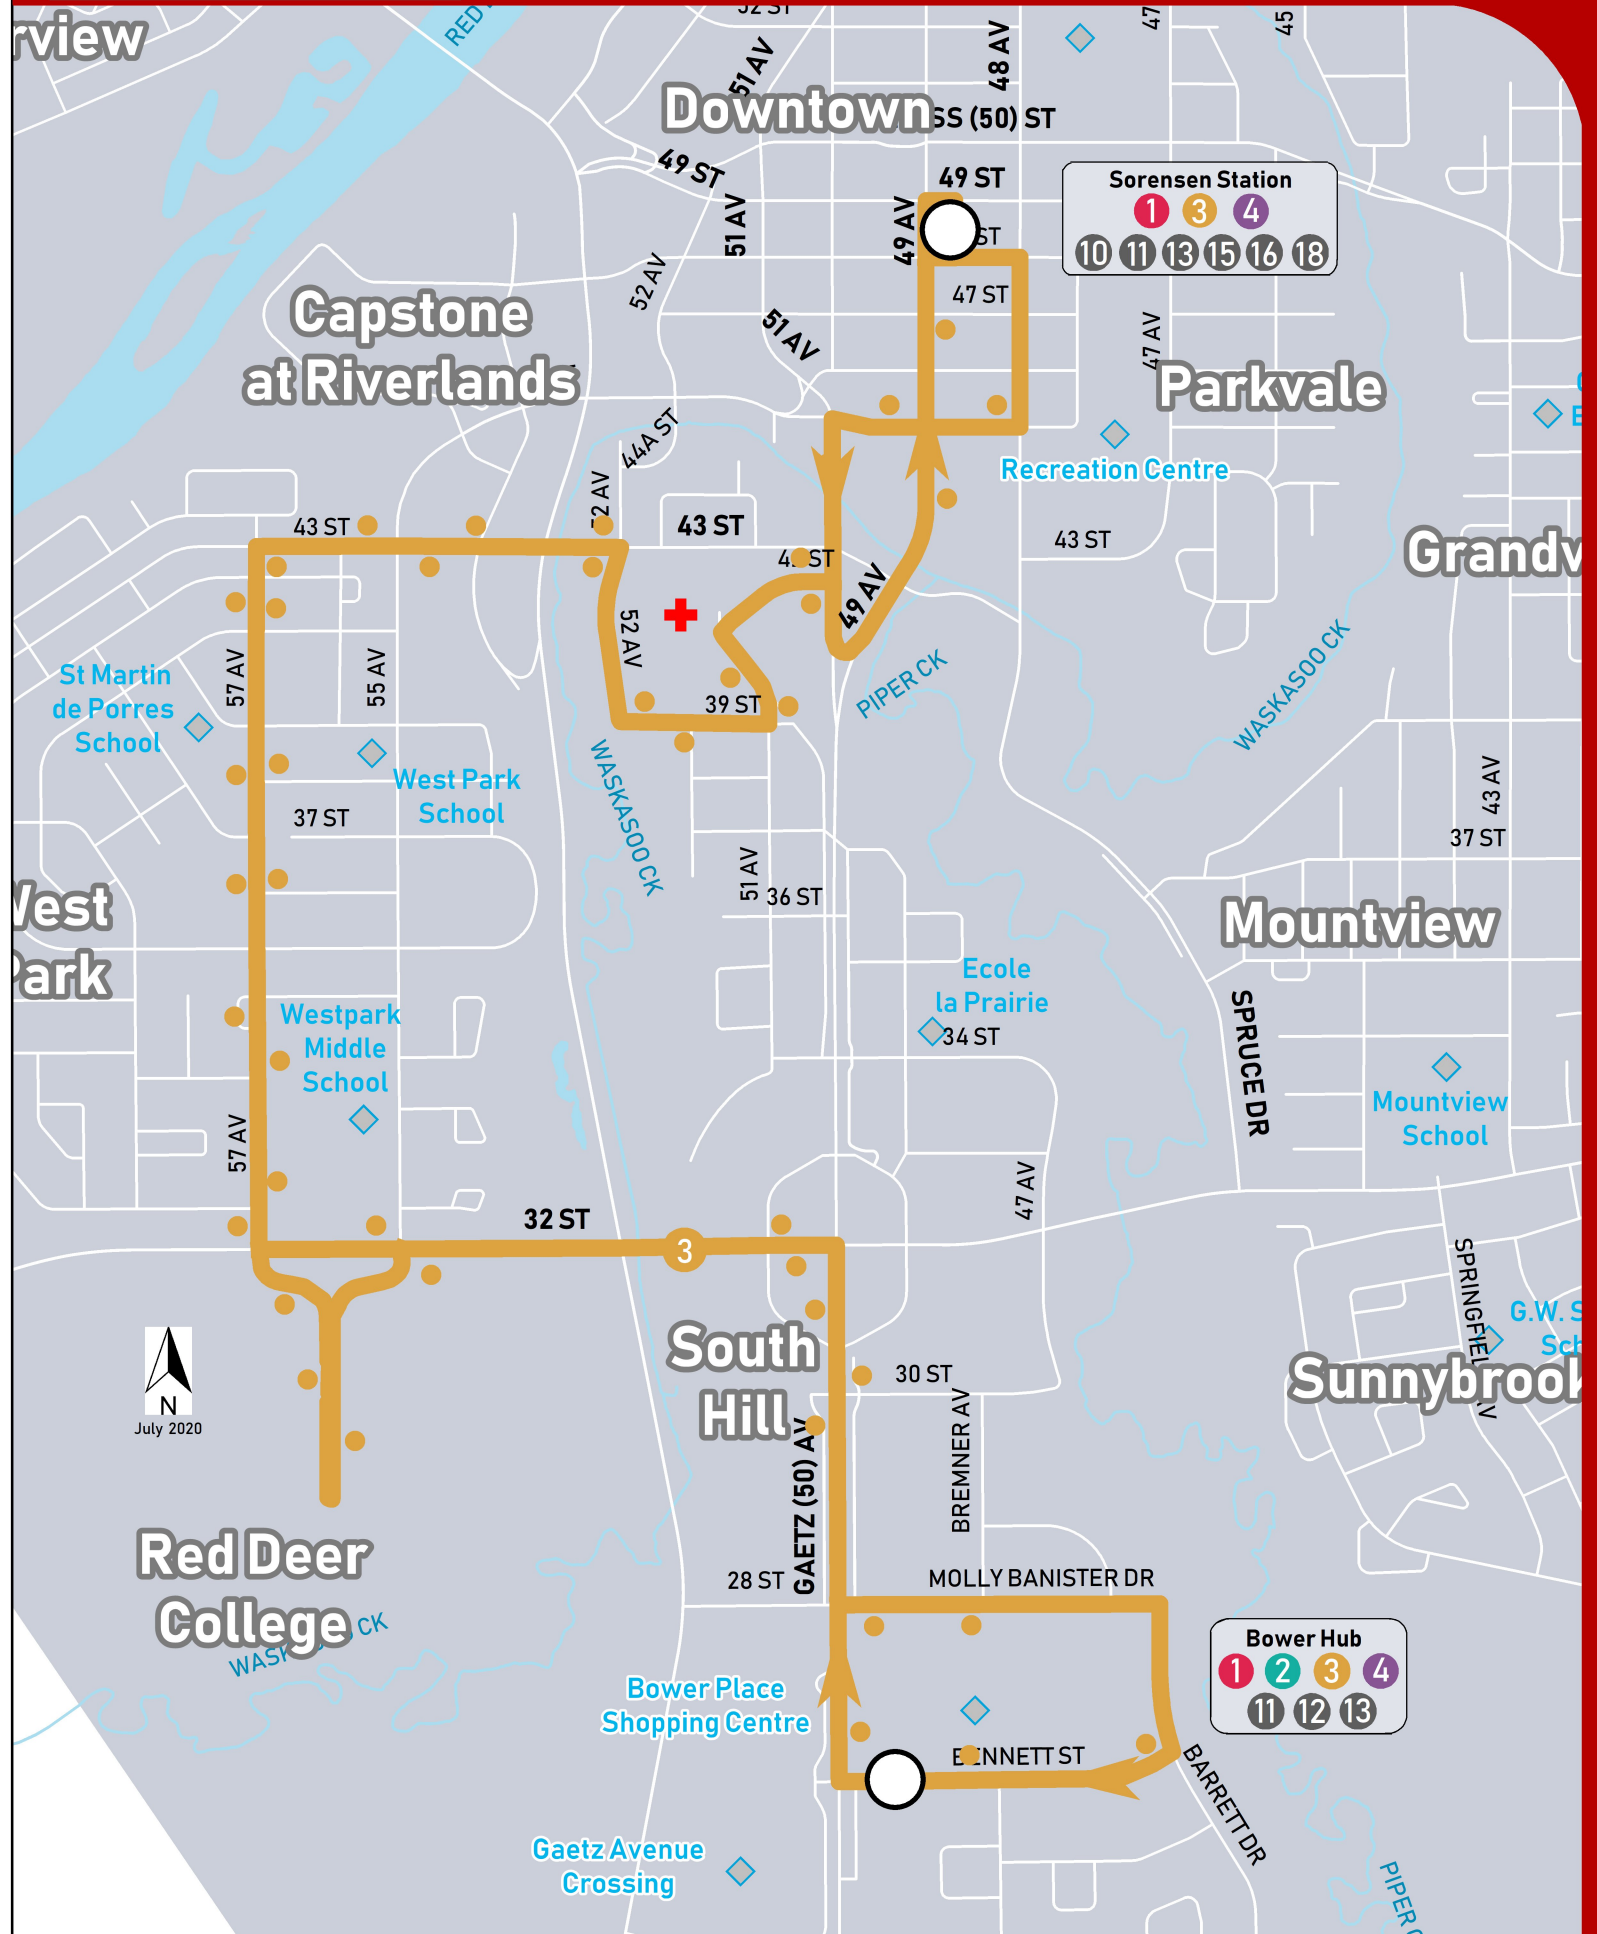 rview
RED
52 ST
51 AV
48 AV
47
45
Downtown
SS (50) ST
49 ST
49 ST
51 AV
49 AV
ST
Sorensen Station
1 3 4
10 11 13 15 16 18
52 AV
47 ST
51 AV
47 AV
Capstone
at Riverlands
Parkvale
44A ST
Recreation Centre
43 ST
43 ST
43 ST
ST
49 AV
Grandv
52 AV
PIPER CK
WASKASOO CK
St Martin
de Porres
School
57 AV
55 AV
39 ST
West Park
School
37 ST
WASKASOO CK
43 AV
37 ST
51 AV
36 ST
West
Park
Mountview
Ecole
la Prairie
34 ST
Westpark
Middle
School
SPRUCE DR
Mountview
School
57 AV
47 AV
32 ST
3
SPRINGFIEL
AV
G.W. S
Sch
South
Hill
30 ST
Sunnybrook
N
July 2020
GAETZ (50) AV
BREMNER AV
Red Deer
College
WASK
CK
28 ST
MOLLY BANISTER DR
Bower Hub
1 2 3 4
11 12 13
Bower Place
Shopping Centre
BENNETT ST
BARRETT DR
Gaetz Avenue
Crossing
PIPER C